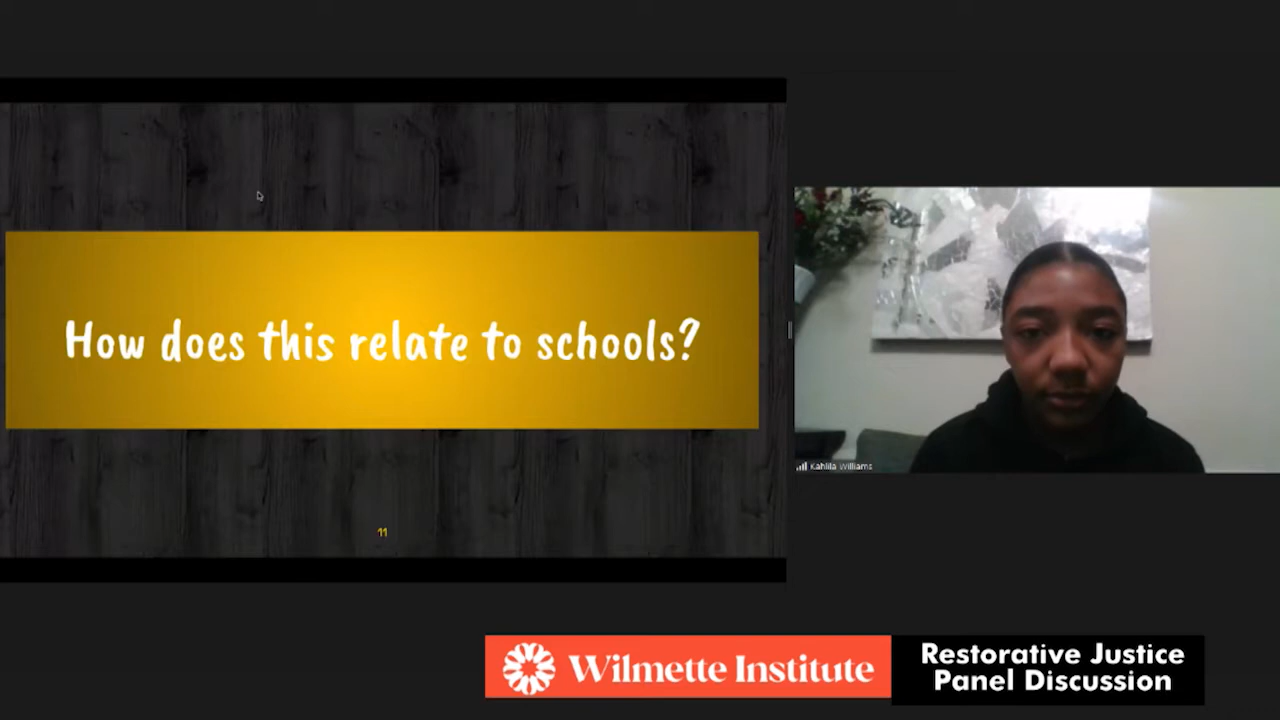 How does this relate to schools?
11
Kahlila Williams
Wilmette Institute
Restorative Justice
Panel Discussion